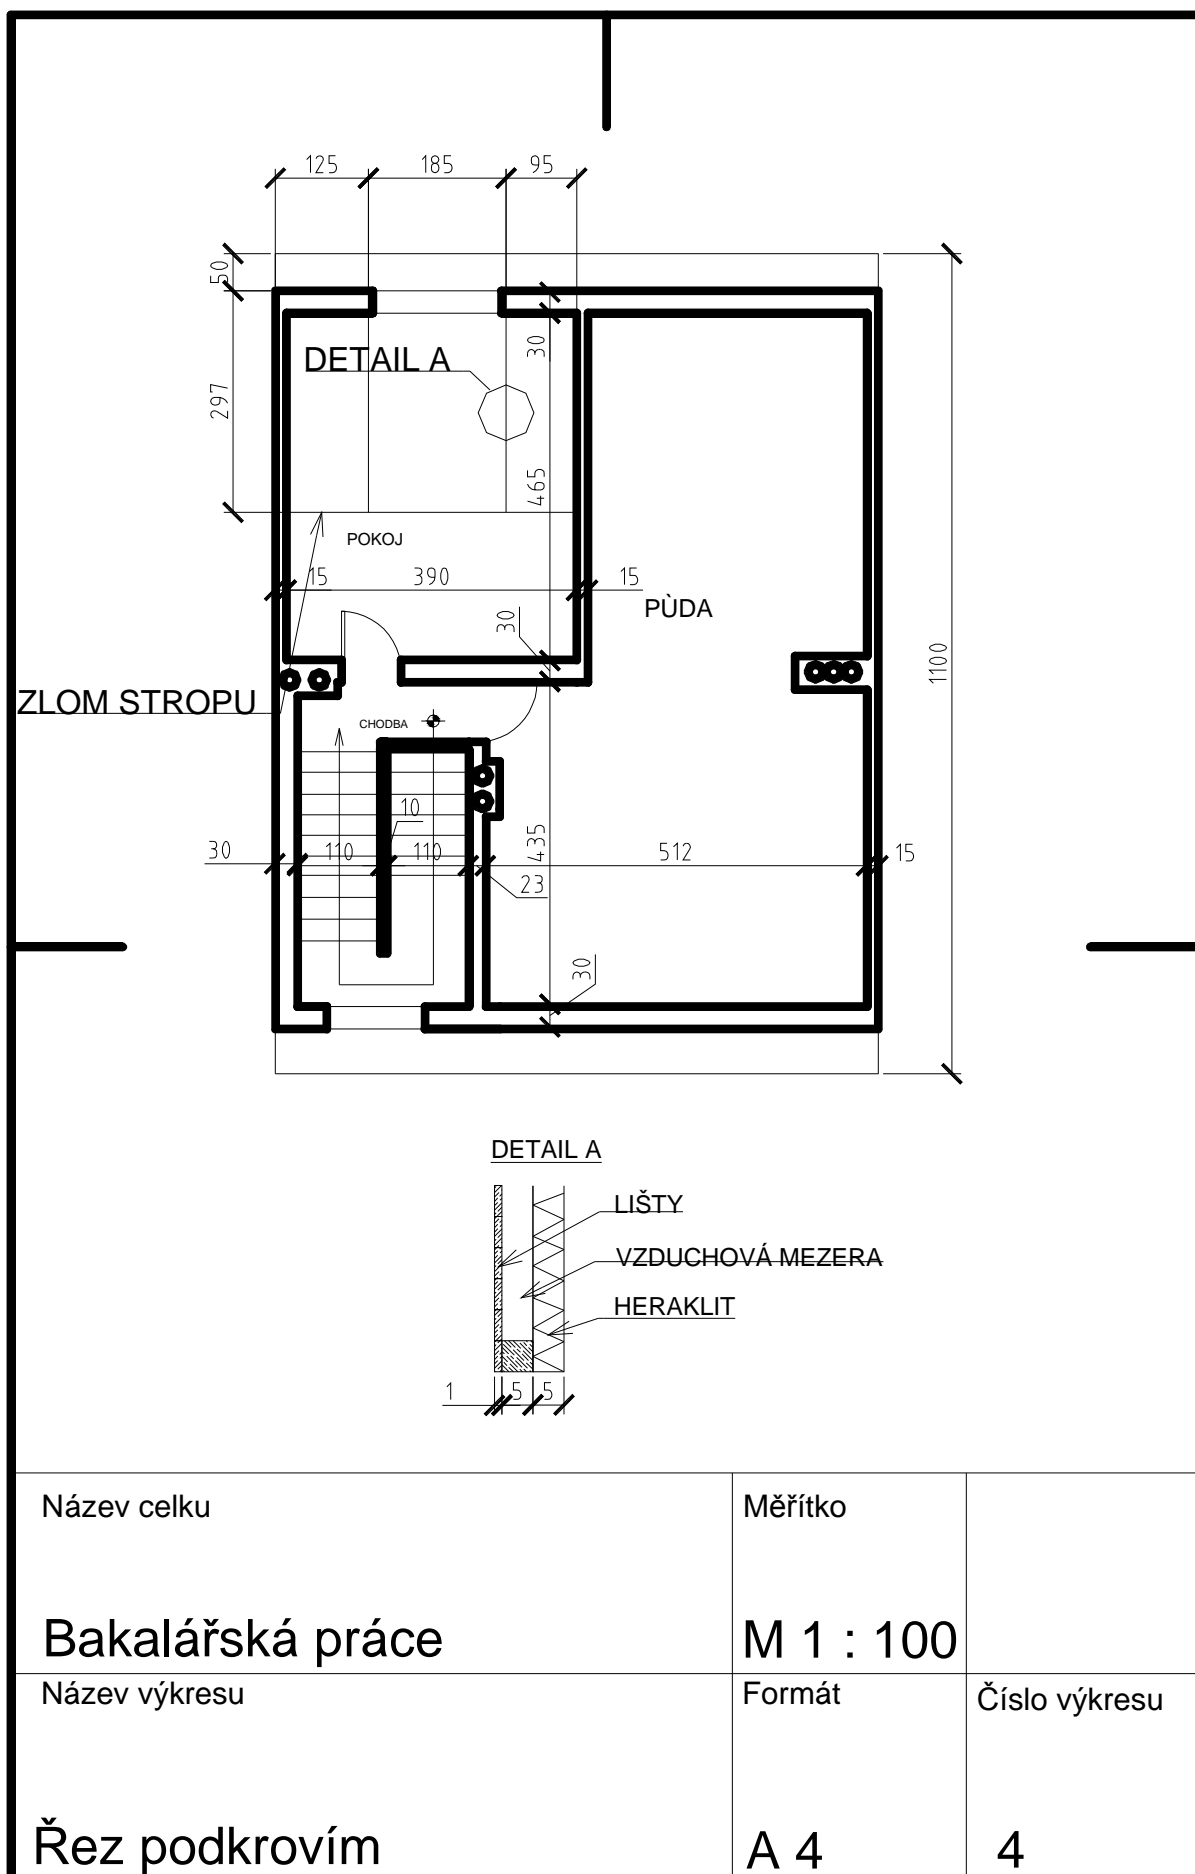 125 185 95
50
297
30
DETAIL A
465
POKOJ
15 390 15
PÙDA
30
1100
ZLOM STROPU
CHODBA
10
30 110 110 435 512 15
23
30
DETAIL A
LIŠTY
VZDUCHOVÁ MEZERA
HERAKLIT
1 5 5
Název celku Měřítko
Bakalářská práce M 1 : 100
Název výkresu Formát Číslo výkresu
Řez podkrovím A 4 4